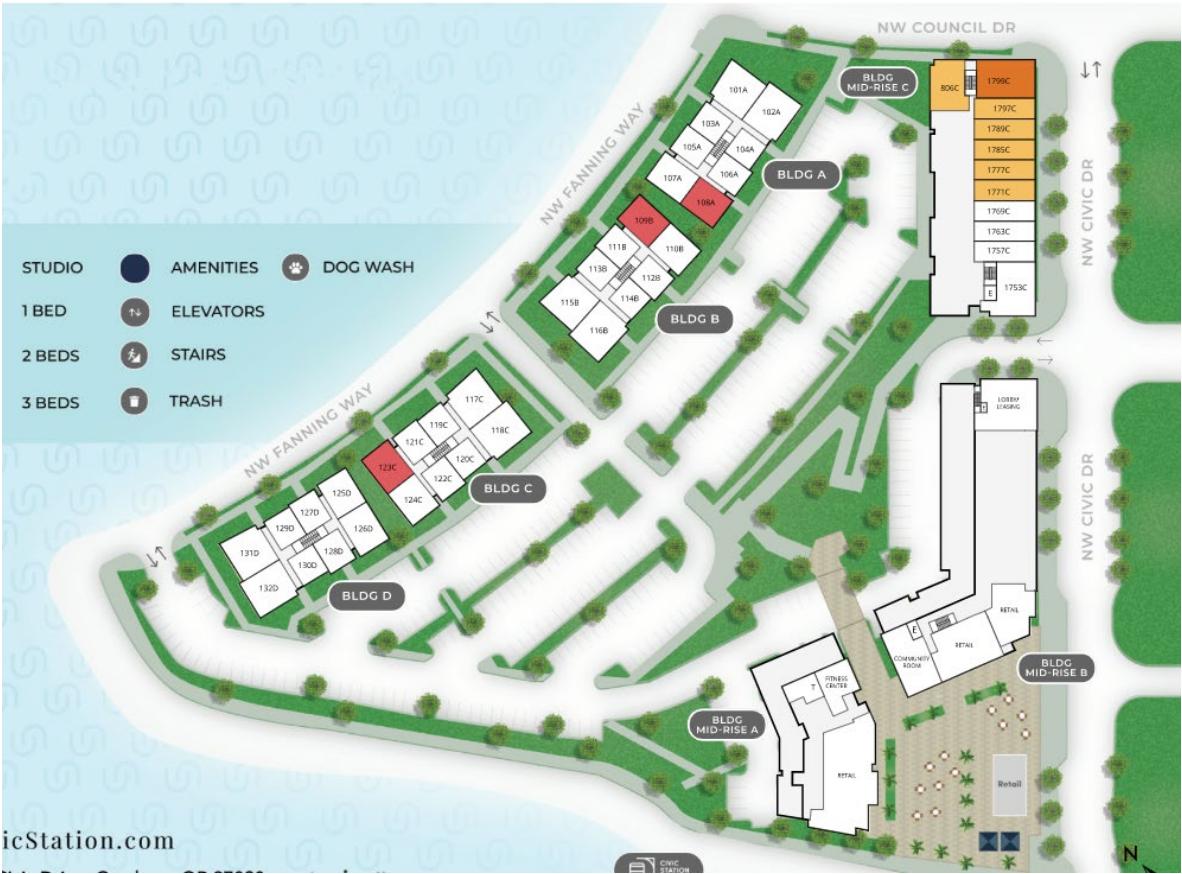 NW COUNCIL DR
BLDG
MID-RISE C
806C
1799C
1797C
1789C
1785C
1777C
1771C
1769C
1763C
1757C
1753C
E
NW CIVIC DR
NW FANNING WAY
101A
102A
103A
104A
105A
106A
107A
108A
BLDG A
109B
110B
111B
112B
113B
114B
115B
116B
BLDG B
STUDIO
AMENITIES
DOG WASH
1 BED
ELEVATORS
2 BEDS
STAIRS
3 BEDS
TRASH
NW FANNING WAY
117C
118C
119C
120C
121C
122C
123C
124C
BLDG C
125D
126D
127D
128D
129D
130D
131D
132D
BLDG D
LOBBY
LEASING
NW CIVIC DR
RETAIL
RETAIL
E
COMMUNITY
ROOM
BLDG
MID-RISE B
T
FITNESS
CENTER
BLDG
MID-RISE A
RETAIL
Retail
icStation.com
CIVIC
STATION
N